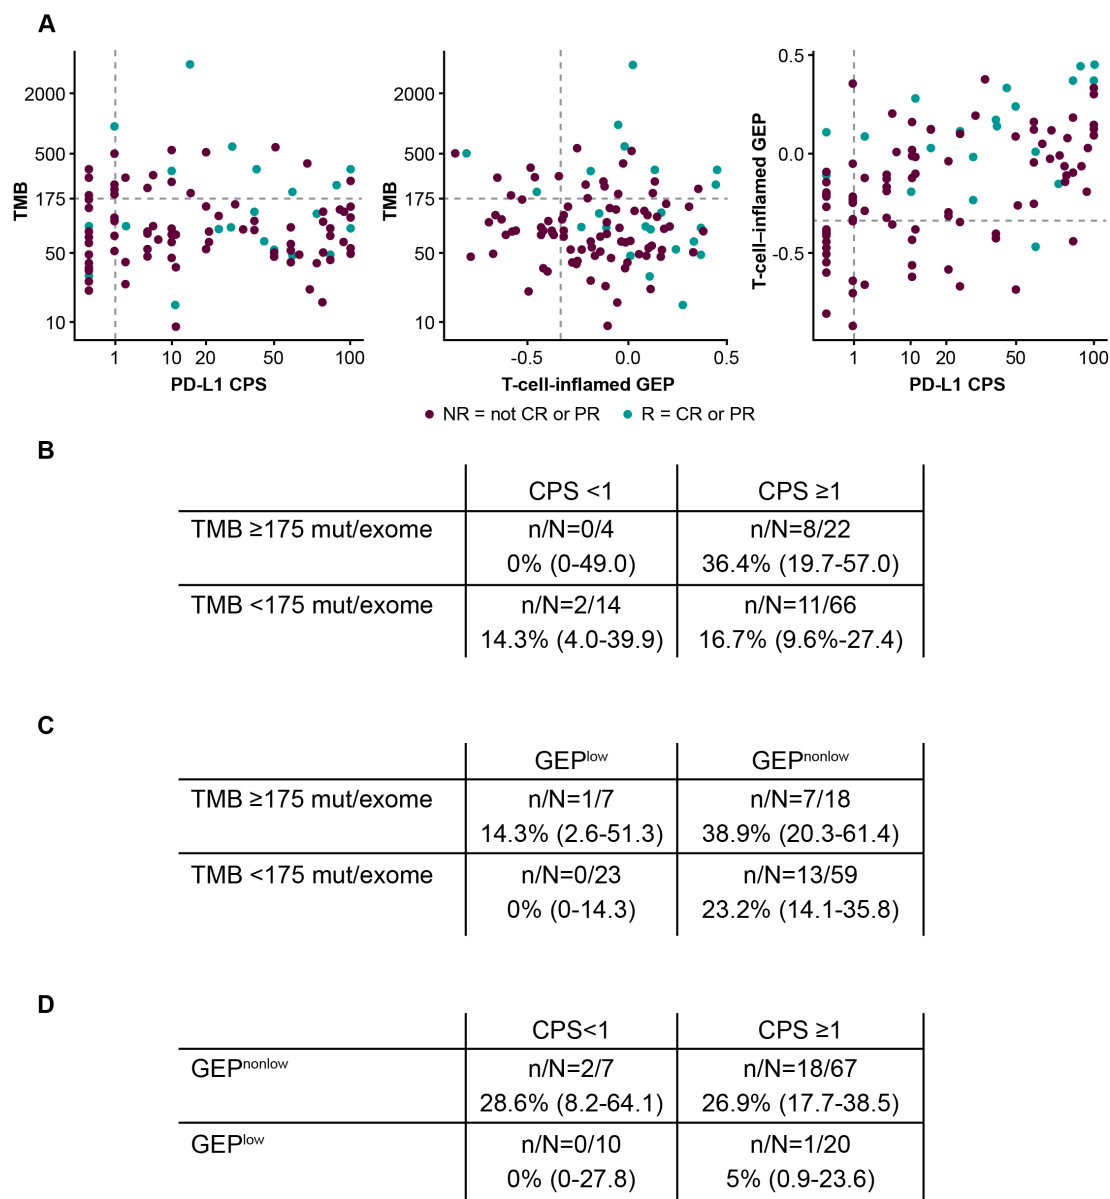 A
2000
500
175
50
10
TMB
1
10
20
50
100
PD-L1 CPS
2000
500
175
50
10
TMB
-0.5
0.0
0.5
T-cell-inflamed GEP
0.5
0.0
-0.5
T-cell–inflamed GEP
1
10
20
50
100
PD-L1 CPS
NR = not CR or PR R = CR or PR
B
CPS <1 CPS ≥1
TMB ≥175 mut/exome n/N=0/4 n/N=8/22
0% (0-49.0) 36.4% (19.7-57.0)
TMB <175 mut/exome n/N=2/14 n/N=11/66
14.3% (4.0-39.9) 16.7% (9.6%-27.4)
C
GEPlow GEPnonlow
TMB ≥175 mut/exome n/N=1/7 n/N=7/18
14.3% (2.6-51.3) 38.9% (20.3-61.4)
TMB <175 mut/exome n/N=0/23 n/N=13/59
0% (0-14.3) 23.2% (14.1-35.8)
D
CPS<1 CPS ≥1
GEPnonlow n/N=2/7 n/N=18/67
28.6% (8.2-64.1) 26.9% (17.7-38.5)
GEPlow n/N=0/10 n/N=1/20
0% (0-27.8) 5% (0.9-23.6)